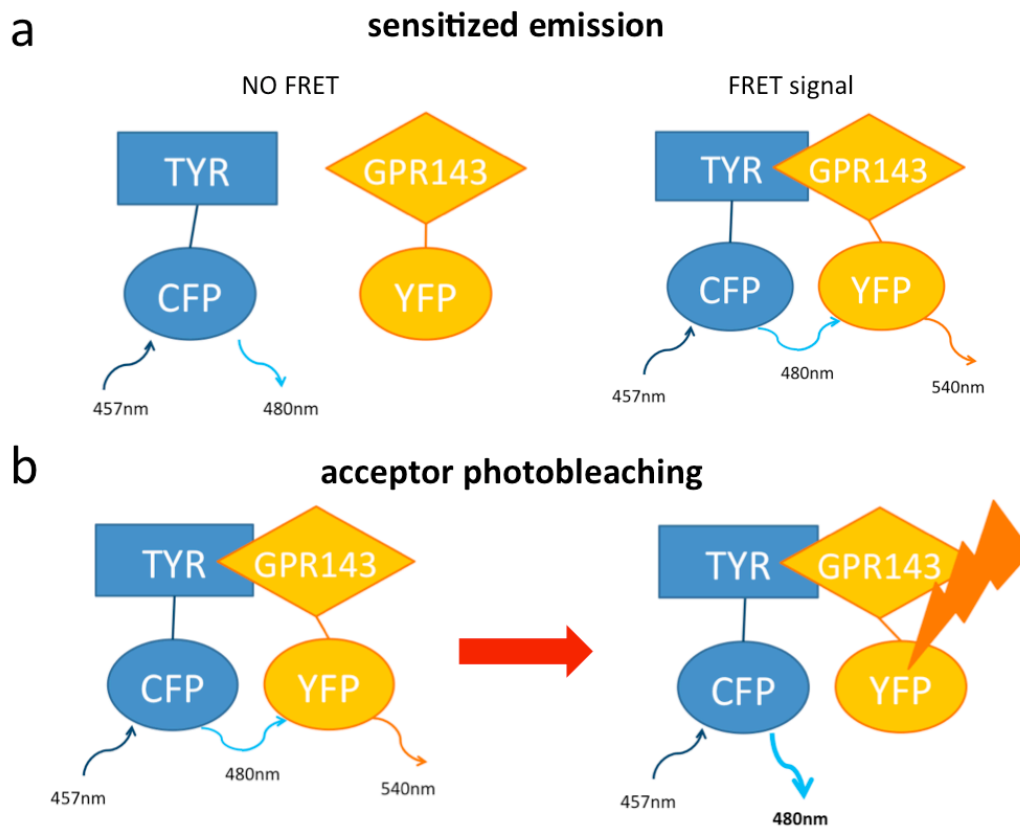 a
sensitized emission
NO FRET
FRET signal
TYR
GPR143
TYR
GPR143
CFP
YFP
CFP
YFP
457nm
480nm
457nm
480nm
540nm
b
acceptor photobleaching
TYR
GPR143
TYR
GPR143
CFP
YFP
CFP
YFP
457nm
480nm
540nm
457nm
480nm